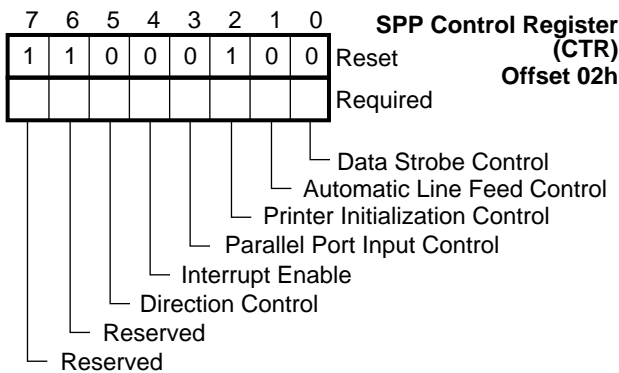 7 6 5 4 3 2 1 0
SPP Control Register
(CTR)
Offset 02h
1 1 0 0 0 1 0 0 Reset
Required
Data Strobe Control
Automatic Line Feed Control
Printer Initialization Control
Parallel Port Input Control
Interrupt Enable
Direction Control
Reserved
Reserved